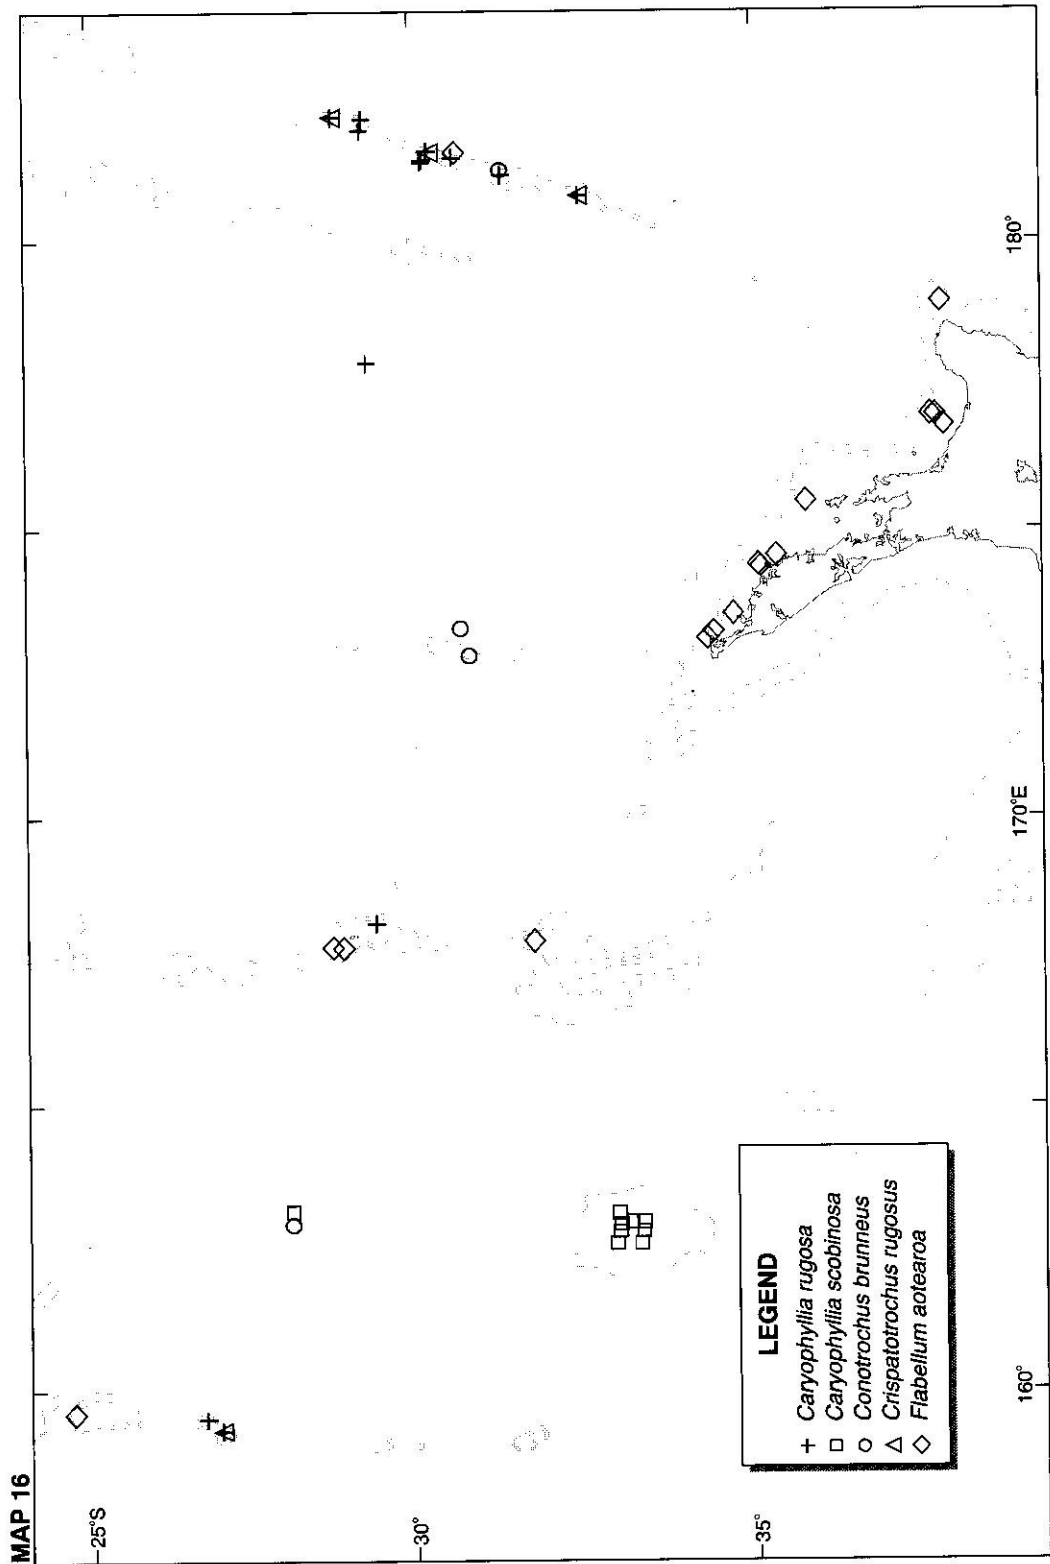 MAP 16
25°S
30°
35°
160°
170°E
180°
LEGEND
Caryophyllia rugosa
Caryophyllia scobinosa
Conotrochus brunneus
Crispatotrochus rugosus
Flabellum aotearoa